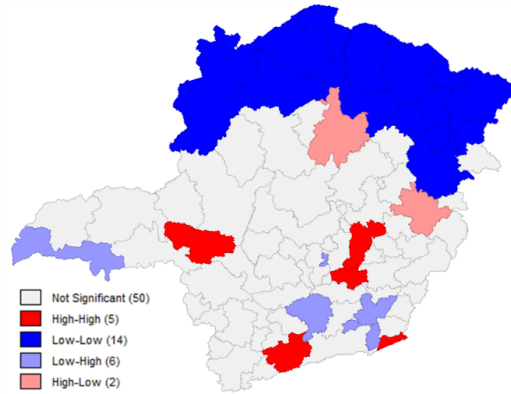 Not Significant (50)
High-High (5)
Low-Low (14)
Low-High (6)
High-Low (2)